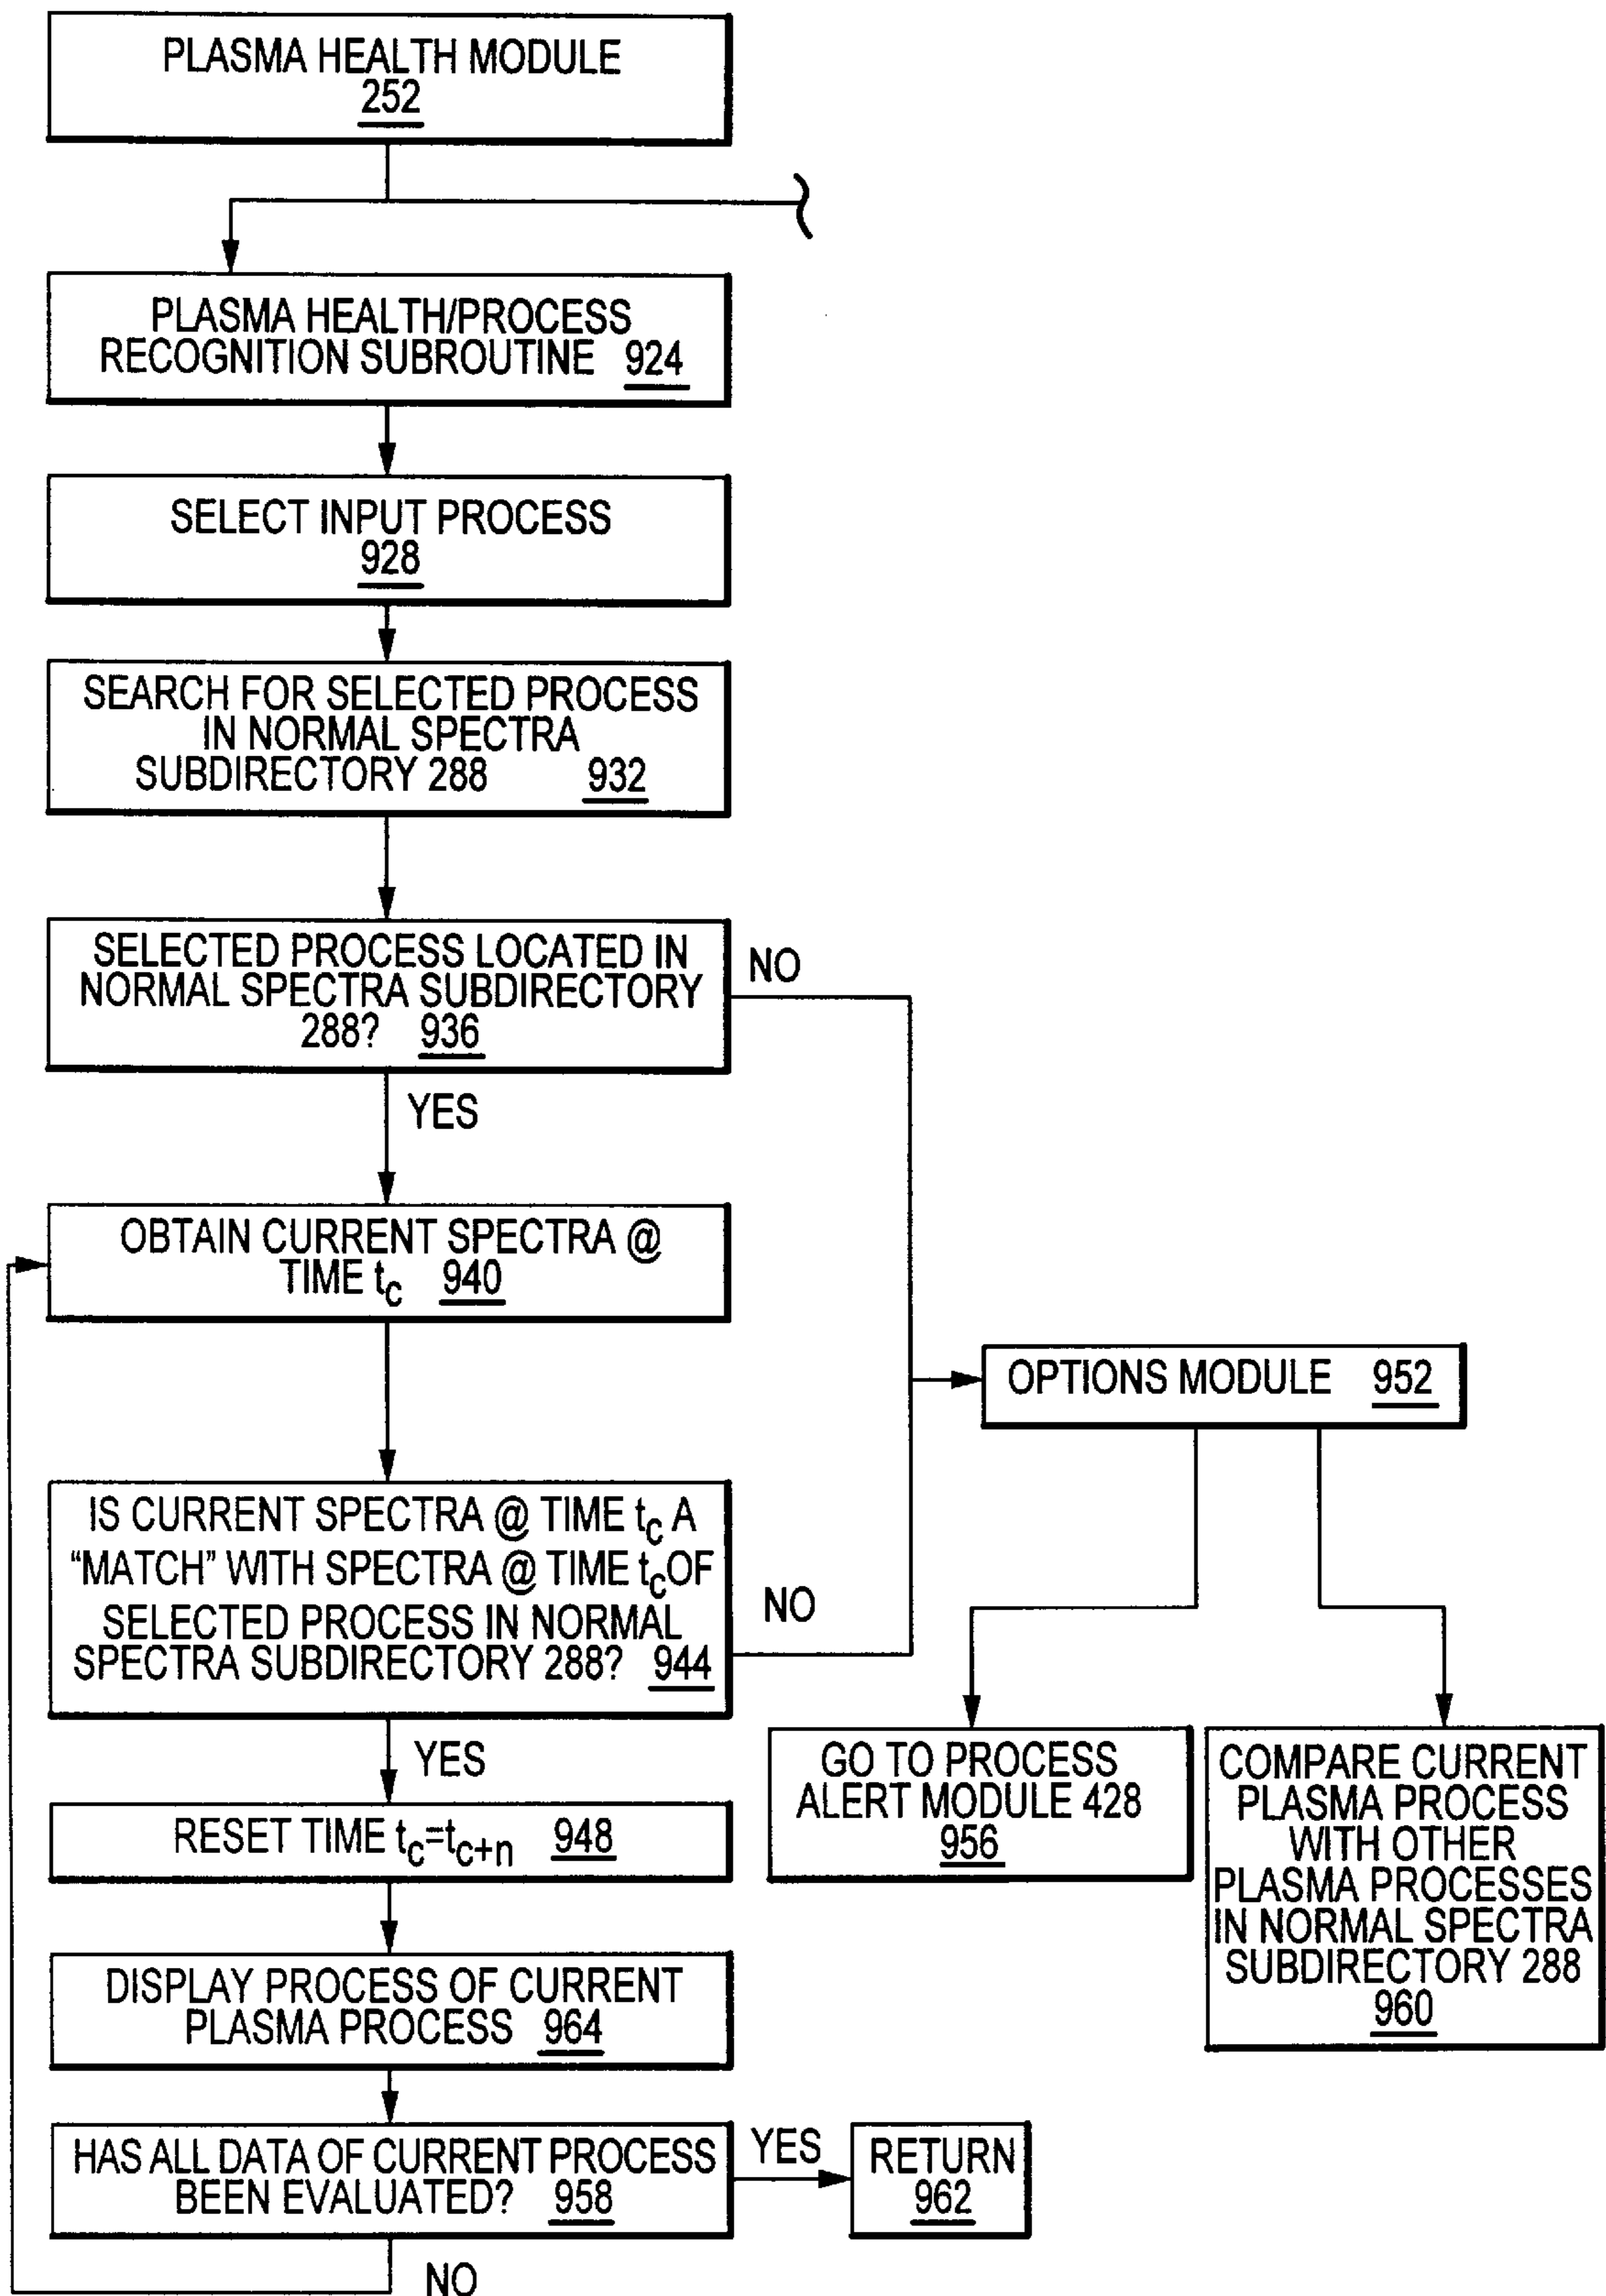 PLASMA HEALTH MODULE
252
PLASMA HEALTH/PROCESS
RECOGNITION SUBROUTINE 924
SELECT INPUT PROCESS
928
SEARCH FOR SELECTED PROCESS
IN NORMAL SPECTRA
SUBDIRECTORY 288 932
SELECTED PROCESS LOCATED IN
NORMAL SPECTRA SUBDIRECTORY
288? 936
NO
YES
OBTAIN CURRENT SPECTRA @
TIME tc 940
OPTIONS MODULE 952
IS CURRENT SPECTRA @ TIME tc A
“MATCH” WITH SPECTRA @ TIME tc OF
SELECTED PROCESS IN NORMAL
SPECTRA SUBDIRECTORY 288? 944
NO
YES
GO TO PROCESS
ALERT MODULE 428
956
COMPARE CURRENT
PLASMA PROCESS
WITH OTHER
PLASMA PROCESSES
IN NORMAL SPECTRA
SUBDIRECTORY 288
960
RESET TIME tc=tc+n 948
DISPLAY PROCESS OF CURRENT
PLASMA PROCESS 964
HAS ALL DATA OF CURRENT PROCESS
BEEN EVALUATED? 958
YES
RETURN
962
NO